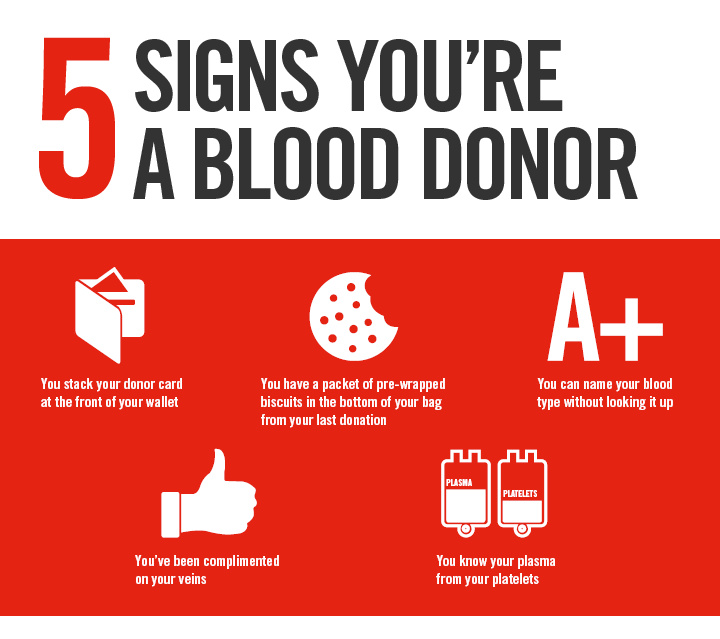 5 SIGNS YOU’RE
A BLOOD DONOR
A+
You stack your donor card
at the front of your wallet
You have a packet of pre-wrapped
biscuits in the bottom of your bag
from your last donation
You can name your blood
type without looking it up
PLASMA
PLATELETS
You’ve been complimented
on your veins
You know your plasma
from your platelets